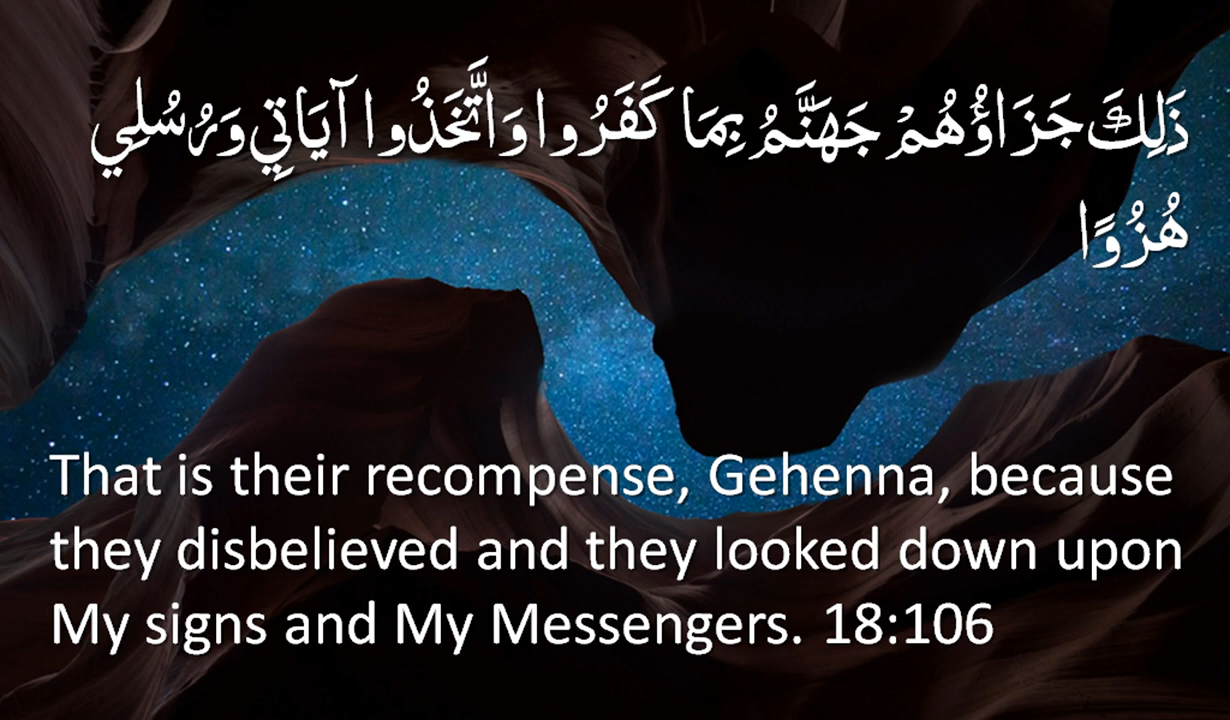 ذَٰلِكَ جَزَاؤُهُمْ جَهَنَّمُ بِمَا كَفَرُوا وَاتَّخَذُوا آيَاتِي وَرُسُلِي
هُزُوًا
That is their recompense, Gehenna, because
they disbelieved and they looked down upon
My signs and My Messengers. 18:106